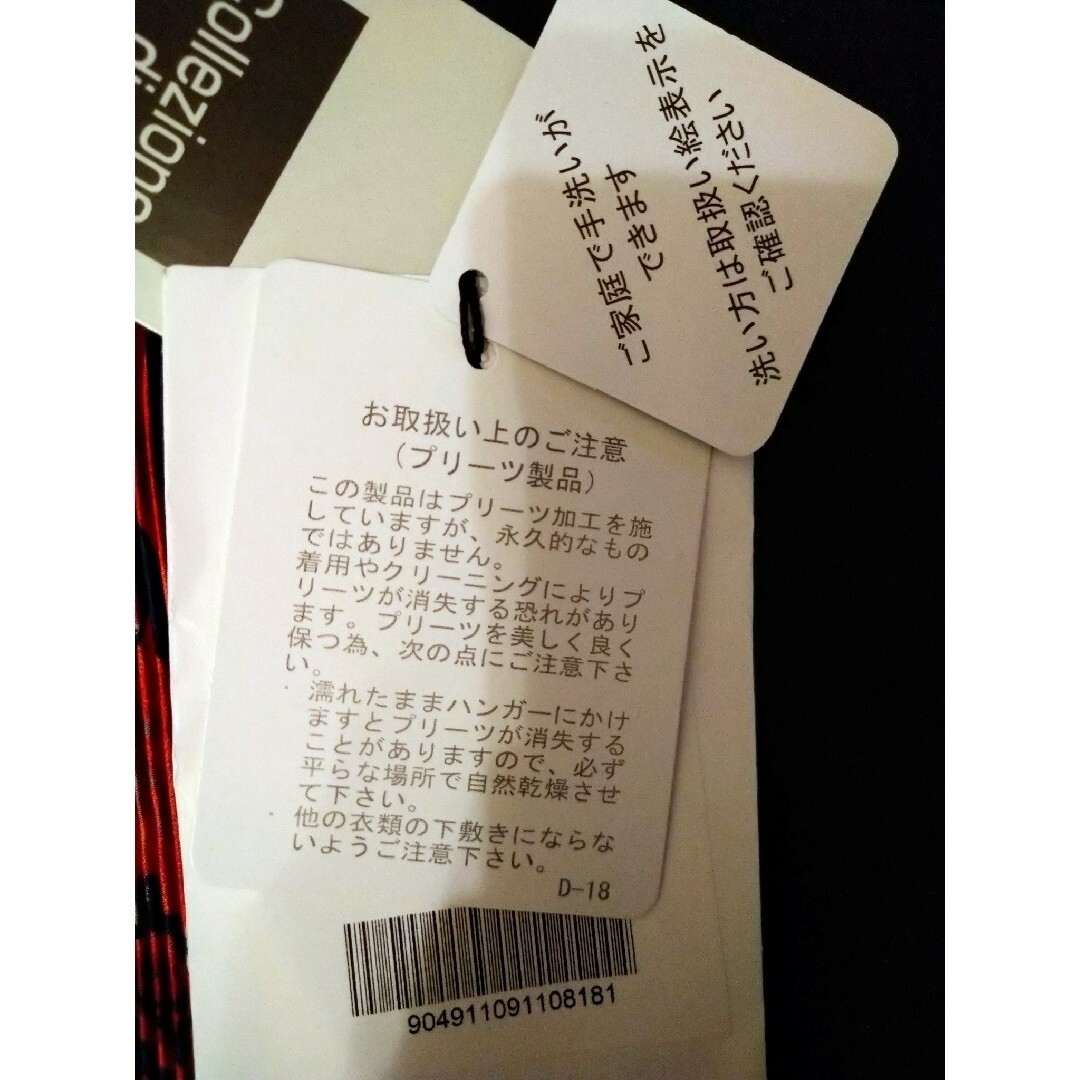 Collezione
di
ご家庭で手洗いが
できます
洗い方は取扱い絵表示を
ご確認ください
お取扱い上のご注意
（プリーツ製品）
この製品はプリーツ加工を施
していますが、永久的なもの
ではありません。
着用やクリーニングによりプ
リーツが消失する恐れがあり
ます。プリーツを美しく良く
保つ為、次の点にご注意下さ
い。
・濡れたままハンガーにかけ
ますとプリーツが消失する
ことがありますので、必ず
平らな場所で自然乾燥させ
て下さい。
・他の衣類の下敷きにならな
いようご注意下さい。
D-18
904911091108181